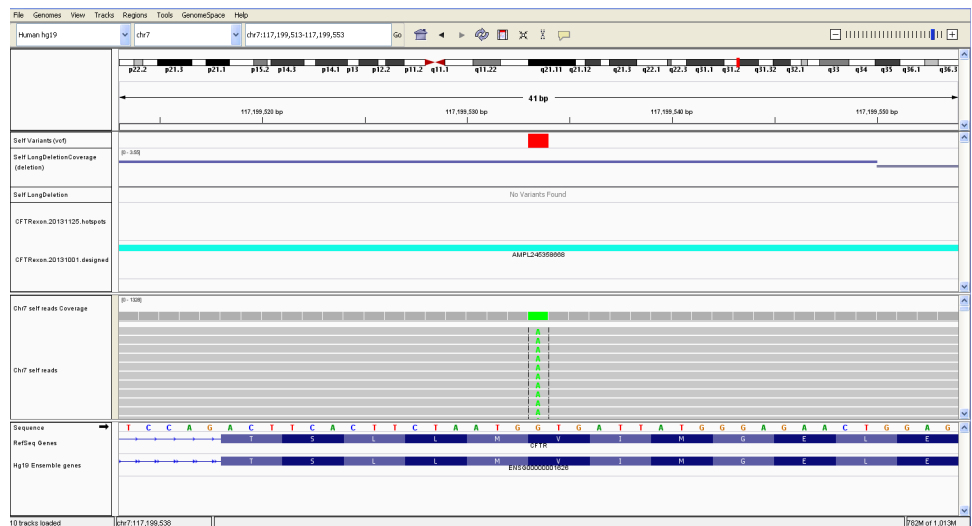 File Genomes View Tracks Regions Tools GenomeSpace Help
Human hg19 chr7 chr7:117,199,513-117,199,553 Go
p22.2 p21.3 p21.1 p15.2 p14.3 p14.1 p13 p12.2 p11.2 q11.1 q11.22 q21.11 q21.12 q21.3 q22.1 q22.3 q31.1 q31.2 q31.32 q32.1 q33 q34 q35 q36.1 q36.3
41 bp
117,199,520 bp 117,199,530 bp 117,199,540 bp 117,199,550 bp
Self Variants (vcf)
Self LongDeletionCoverage
(deletion)
[0 - 3.55]
Self LongDeletion No Variants Found
CFTRexon.20131125.hotspots
CFTRexon.20131001.designed
AMPL245358668
Chr7 self reads Coverage
[0 - 1328]
Chr7 self reads
A
A
A
A
A
A
A
A
A
Sequence T C C A G A C T T C A C T T C T A A T G G T G A T T A T G G G A G A A C T G G A G
RefSeq Genes T S L L M V I M G E L E
CFTR
Hg19 Ensemble genes T S L L M V I M G E L E
ENSG00000001626
10 tracks loaded chr7:117,199,538 782M of 1,013M